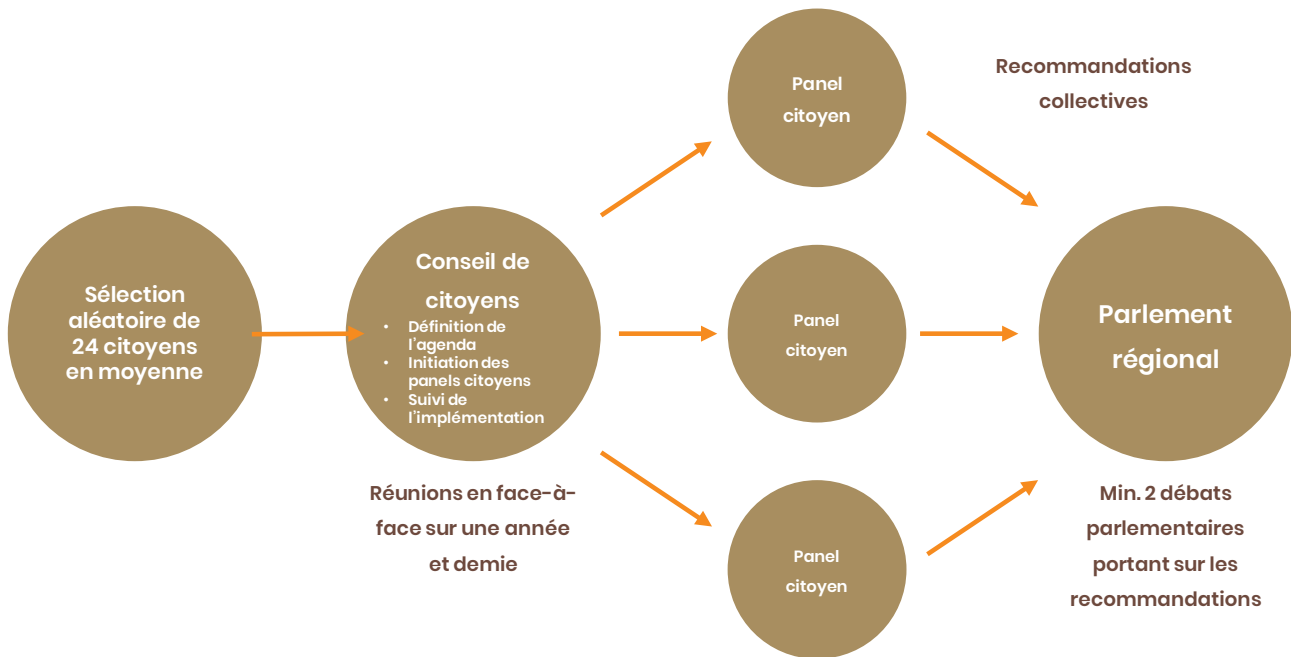 Sélection
aléatoire de
24 citoyens
en moyenne
Conseil de
citoyens
• Définition de
l'agenda
• Initiation des
panels citoyens
• Suivi de
l'implémentation
Réunions en face-à-
face sur une année
et demie
Panel
citoyen
Panel
citoyen
Panel
citoyen
Recommandations
collectives
Parlement
régional
Min. 2 débats
parlementaires
portant sur les
recommandations